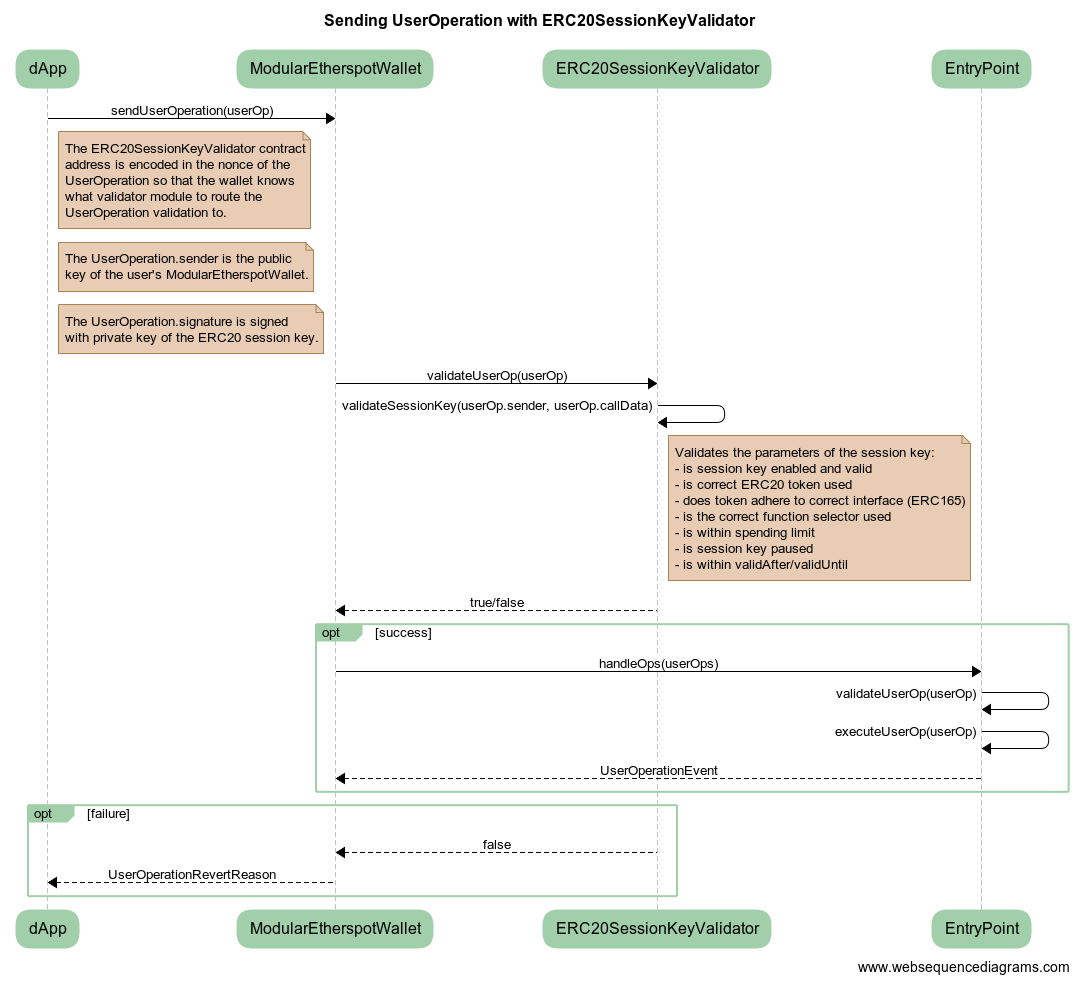 Sending UserOperation with ERC20SessionKeyValidator
dApp
ModularEtherspotWallet
ERC20SessionKeyValidator
EntryPoint
sendUserOperation(userOp)
The ERC20SessionKeyValidator contract
address is encoded in the nonce of the
UserOperation so that the wallet knows
what validator module to route the
UserOperation validation to.
The UserOperation.sender is the public
key of the user's ModularEtherspotWallet.
The UserOperation.signature is signed
with private key of the ERC20 session key.
validateUserOp(userOp)
validateSessionKey(userOp.sender, userOp.callData)
Validates the parameters of the session key:
- is session key enabled and valid
- is correct ERC20 token used
- does token adhere to correct interface (ERC165)
- is the correct function selector used
- is within spending limit
- is session key paused
- is within validAfter/validUntil
true/false
opt [success]
handleOps(userOps)
validateUserOp(userOp)
executeUserOp(userOp)
UserOperationEvent
opt [failure]
false
UserOperationRevertReason
dApp
ModularEtherspotWallet
ERC20SessionKeyValidator
EntryPoint
www.websequencediagrams.com